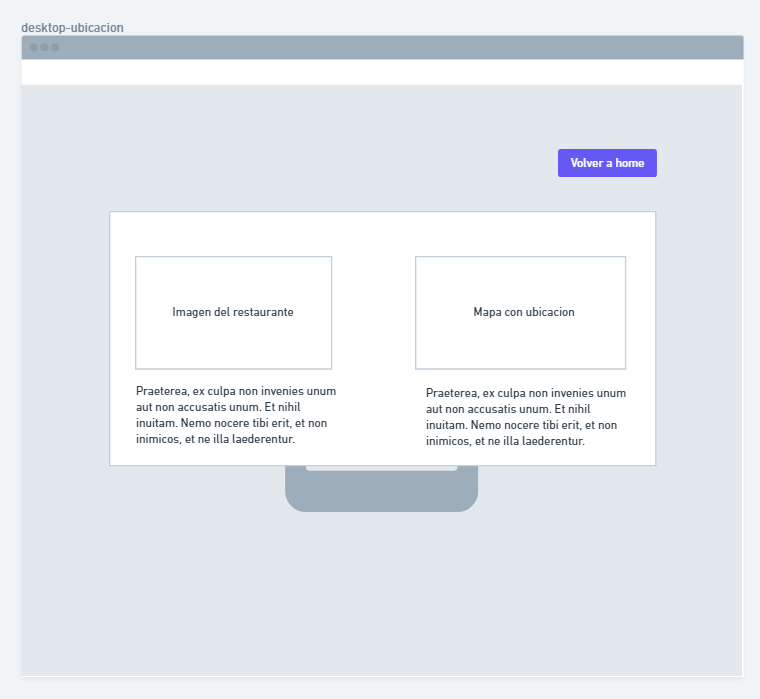 desktop-ubicacion
Volver a home
Imagen del restaurante
Mapa con ubicacion
Praeterea, ex culpa non invenies unum
aut non accusatis unum. Et nihil
inuitam. Nemo nocere tibi erit, et non
inimicos, et ne illa laederentur.
Praeterea, ex culpa non invenies unum
aut non accusatis unum. Et nihil
inuitam. Nemo nocere tibi erit, et non
inimicos, et ne illa laederentur.